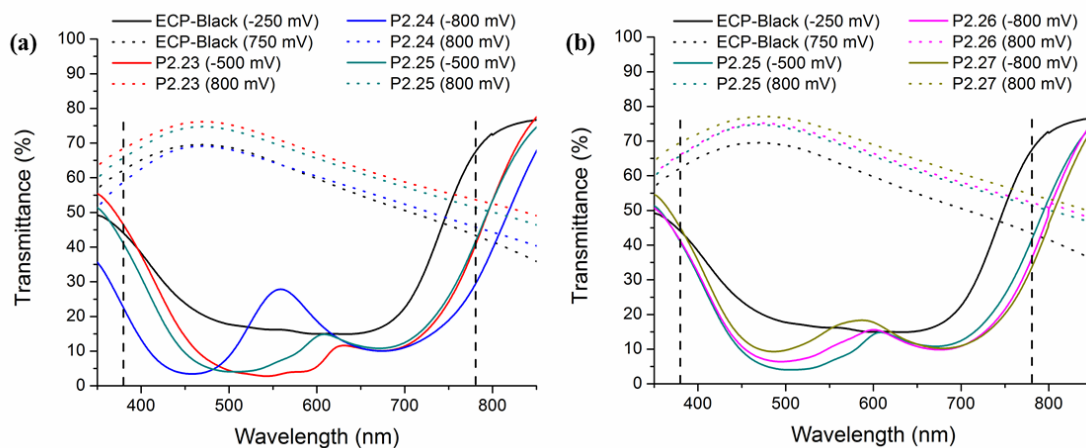 (a)
ECP-Black (-250 mV)
ECP-Black (750 mV)
P2.23 (-500 mV)
P2.23 (800 mV)
P2.24 (-800 mV)
P2.24 (800 mV)
P2.25 (-500 mV)
P2.25 (800 mV)
100
90
80
70
60
50
40
30
20
10
0
Transmittance (%)
400 500 600 700 800
Wavelength (nm)
(b)
ECP-Black (-250 mV)
ECP-Black (750 mV)
P2.25 (-500 mV)
P2.25 (800 mV)
P2.26 (-800 mV)
P2.26 (800 mV)
P2.27 (-800 mV)
P2.27 (800 mV)
100
90
80
70
60
50
40
30
20
10
0
Transmittance (%)
400 500 600 700 800
Wavelength (nm)